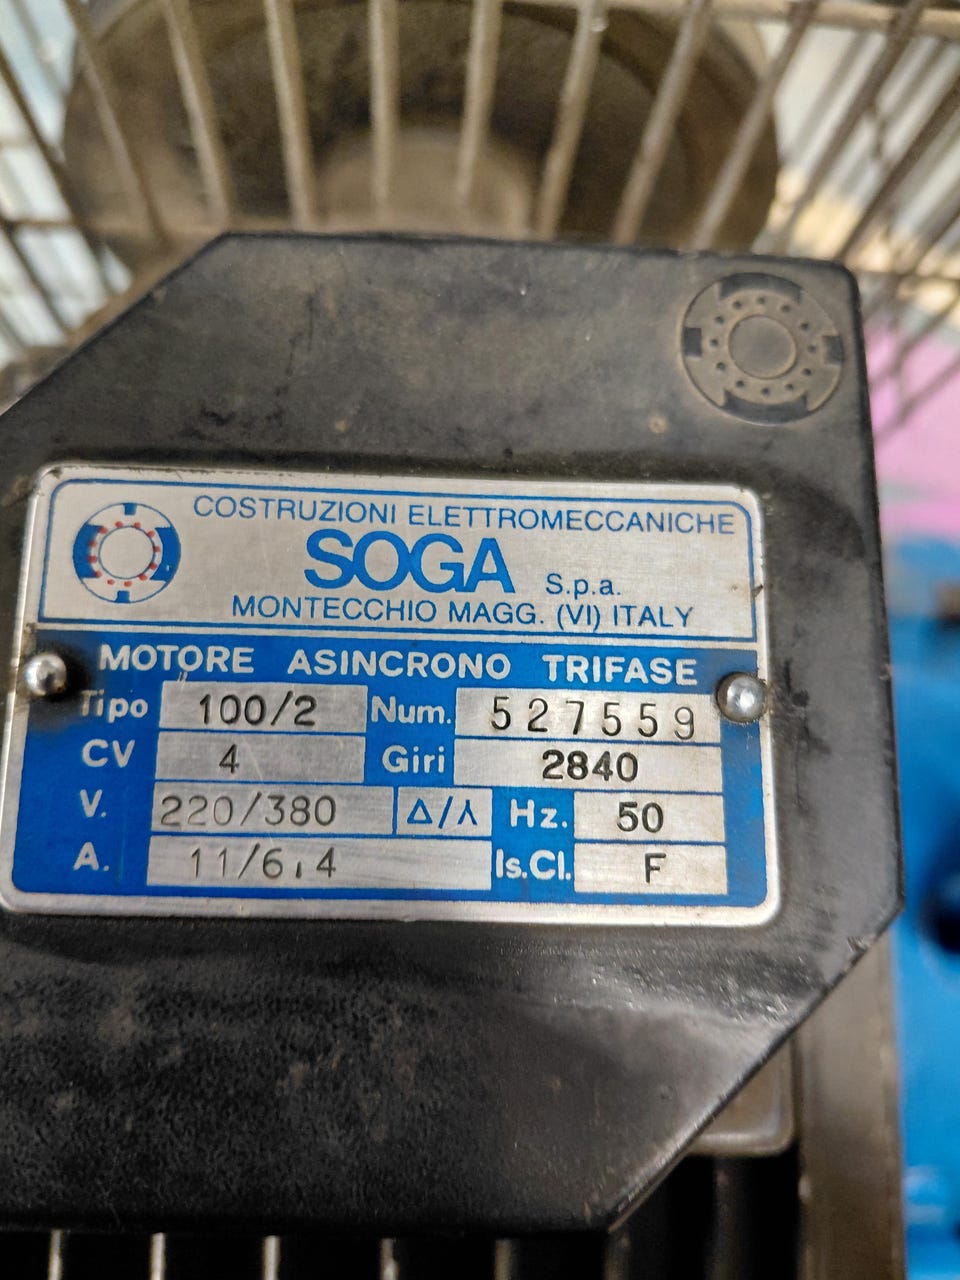 COSTRUZIONI ELETTROMECCANICHE
SOGA S.p.a.
MONTECCHIO MAGG. (VI) ITALY
MOTORE ASINCRONO TRIFASE
Tipo 100/2 Num. 527559
CV 4 Giri 2840
V. 220/380 Δ/⅄ Hz. 50
A. 11/6,4 Is.Cl. F